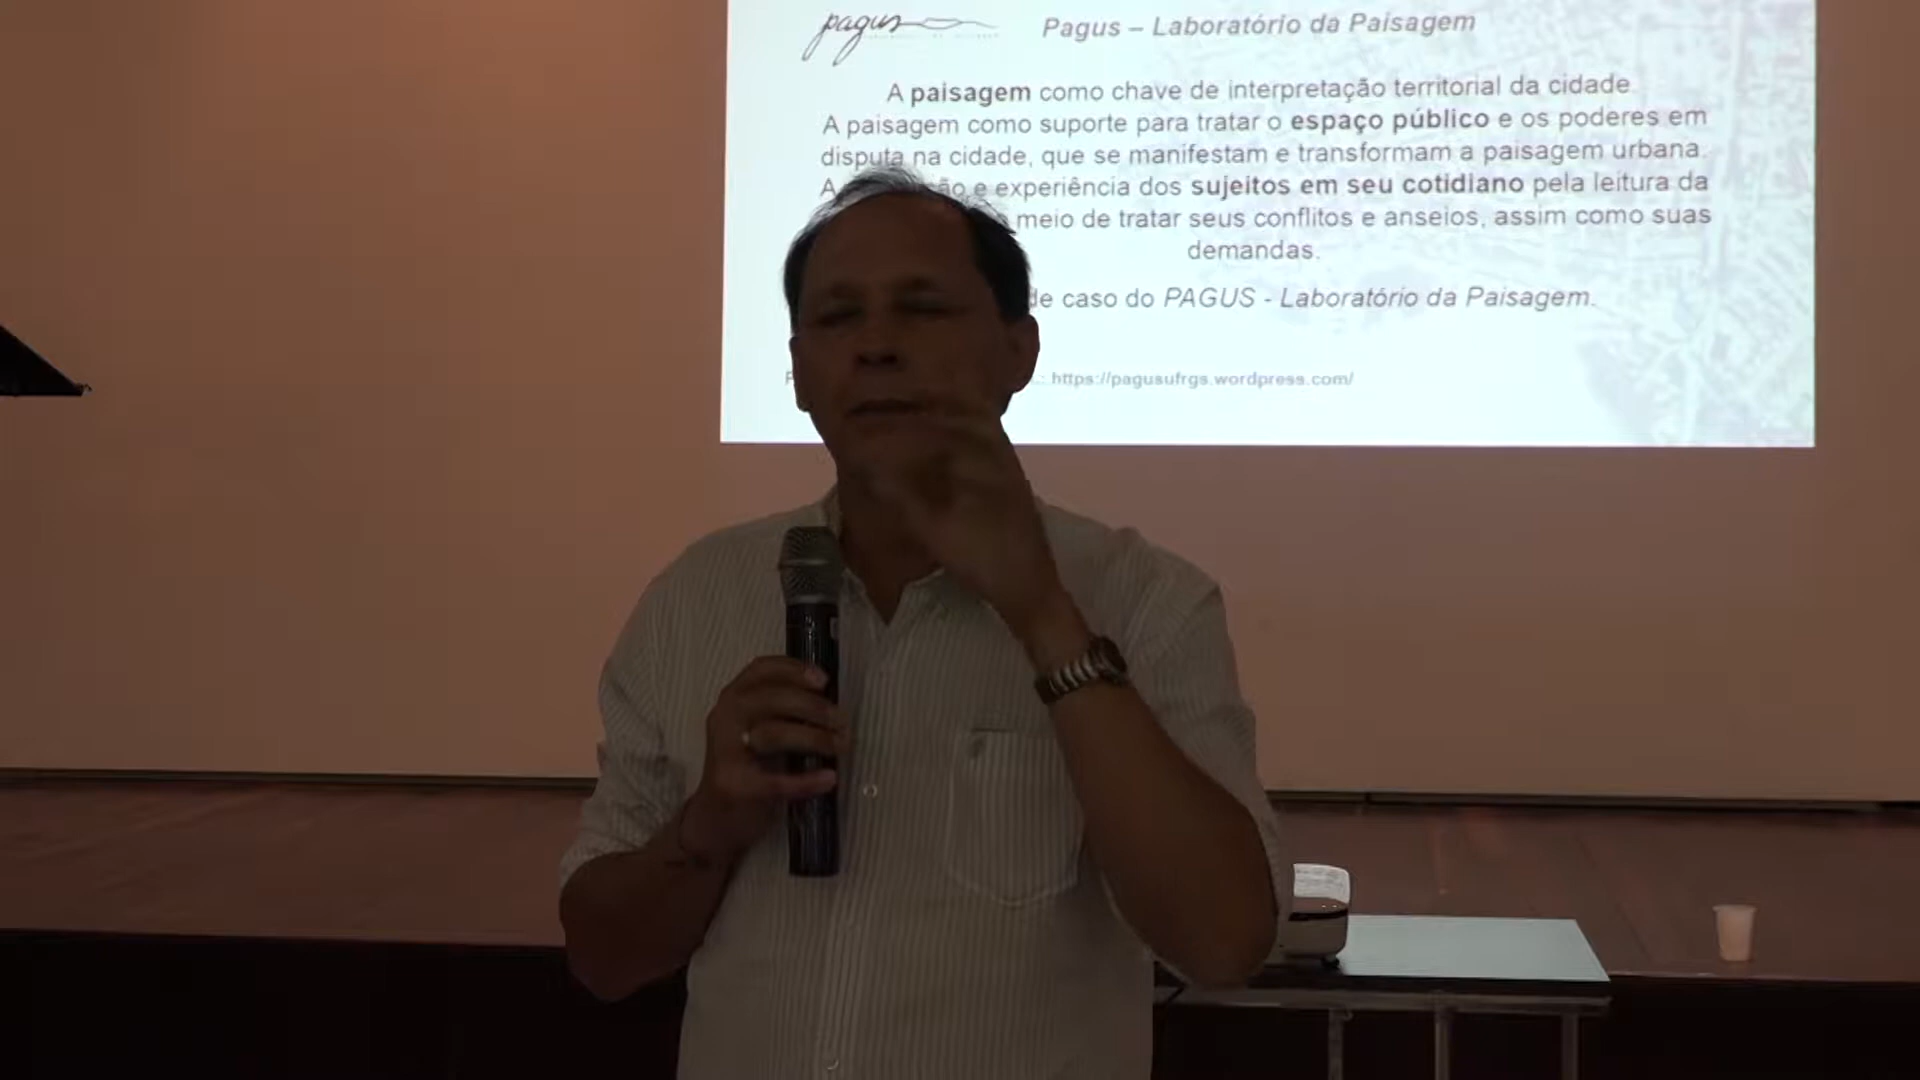 pagus
Pagus – Laboratório da Paisagem
A paisagem como chave de interpretação territorial da cidade.
A paisagem como suporte para tratar o espaço público e os poderes em
disputa na cidade, que se manifestam e transformam a paisagem urbana.
A e experiência dos sujeitos em seu cotidiano pela leitura da
meio de tratar seus conflitos e anseios, assim como suas
demandas.
de caso do PAGUS - Laboratório da Paisagem.
https://pagusufrgs.wordpress.com/